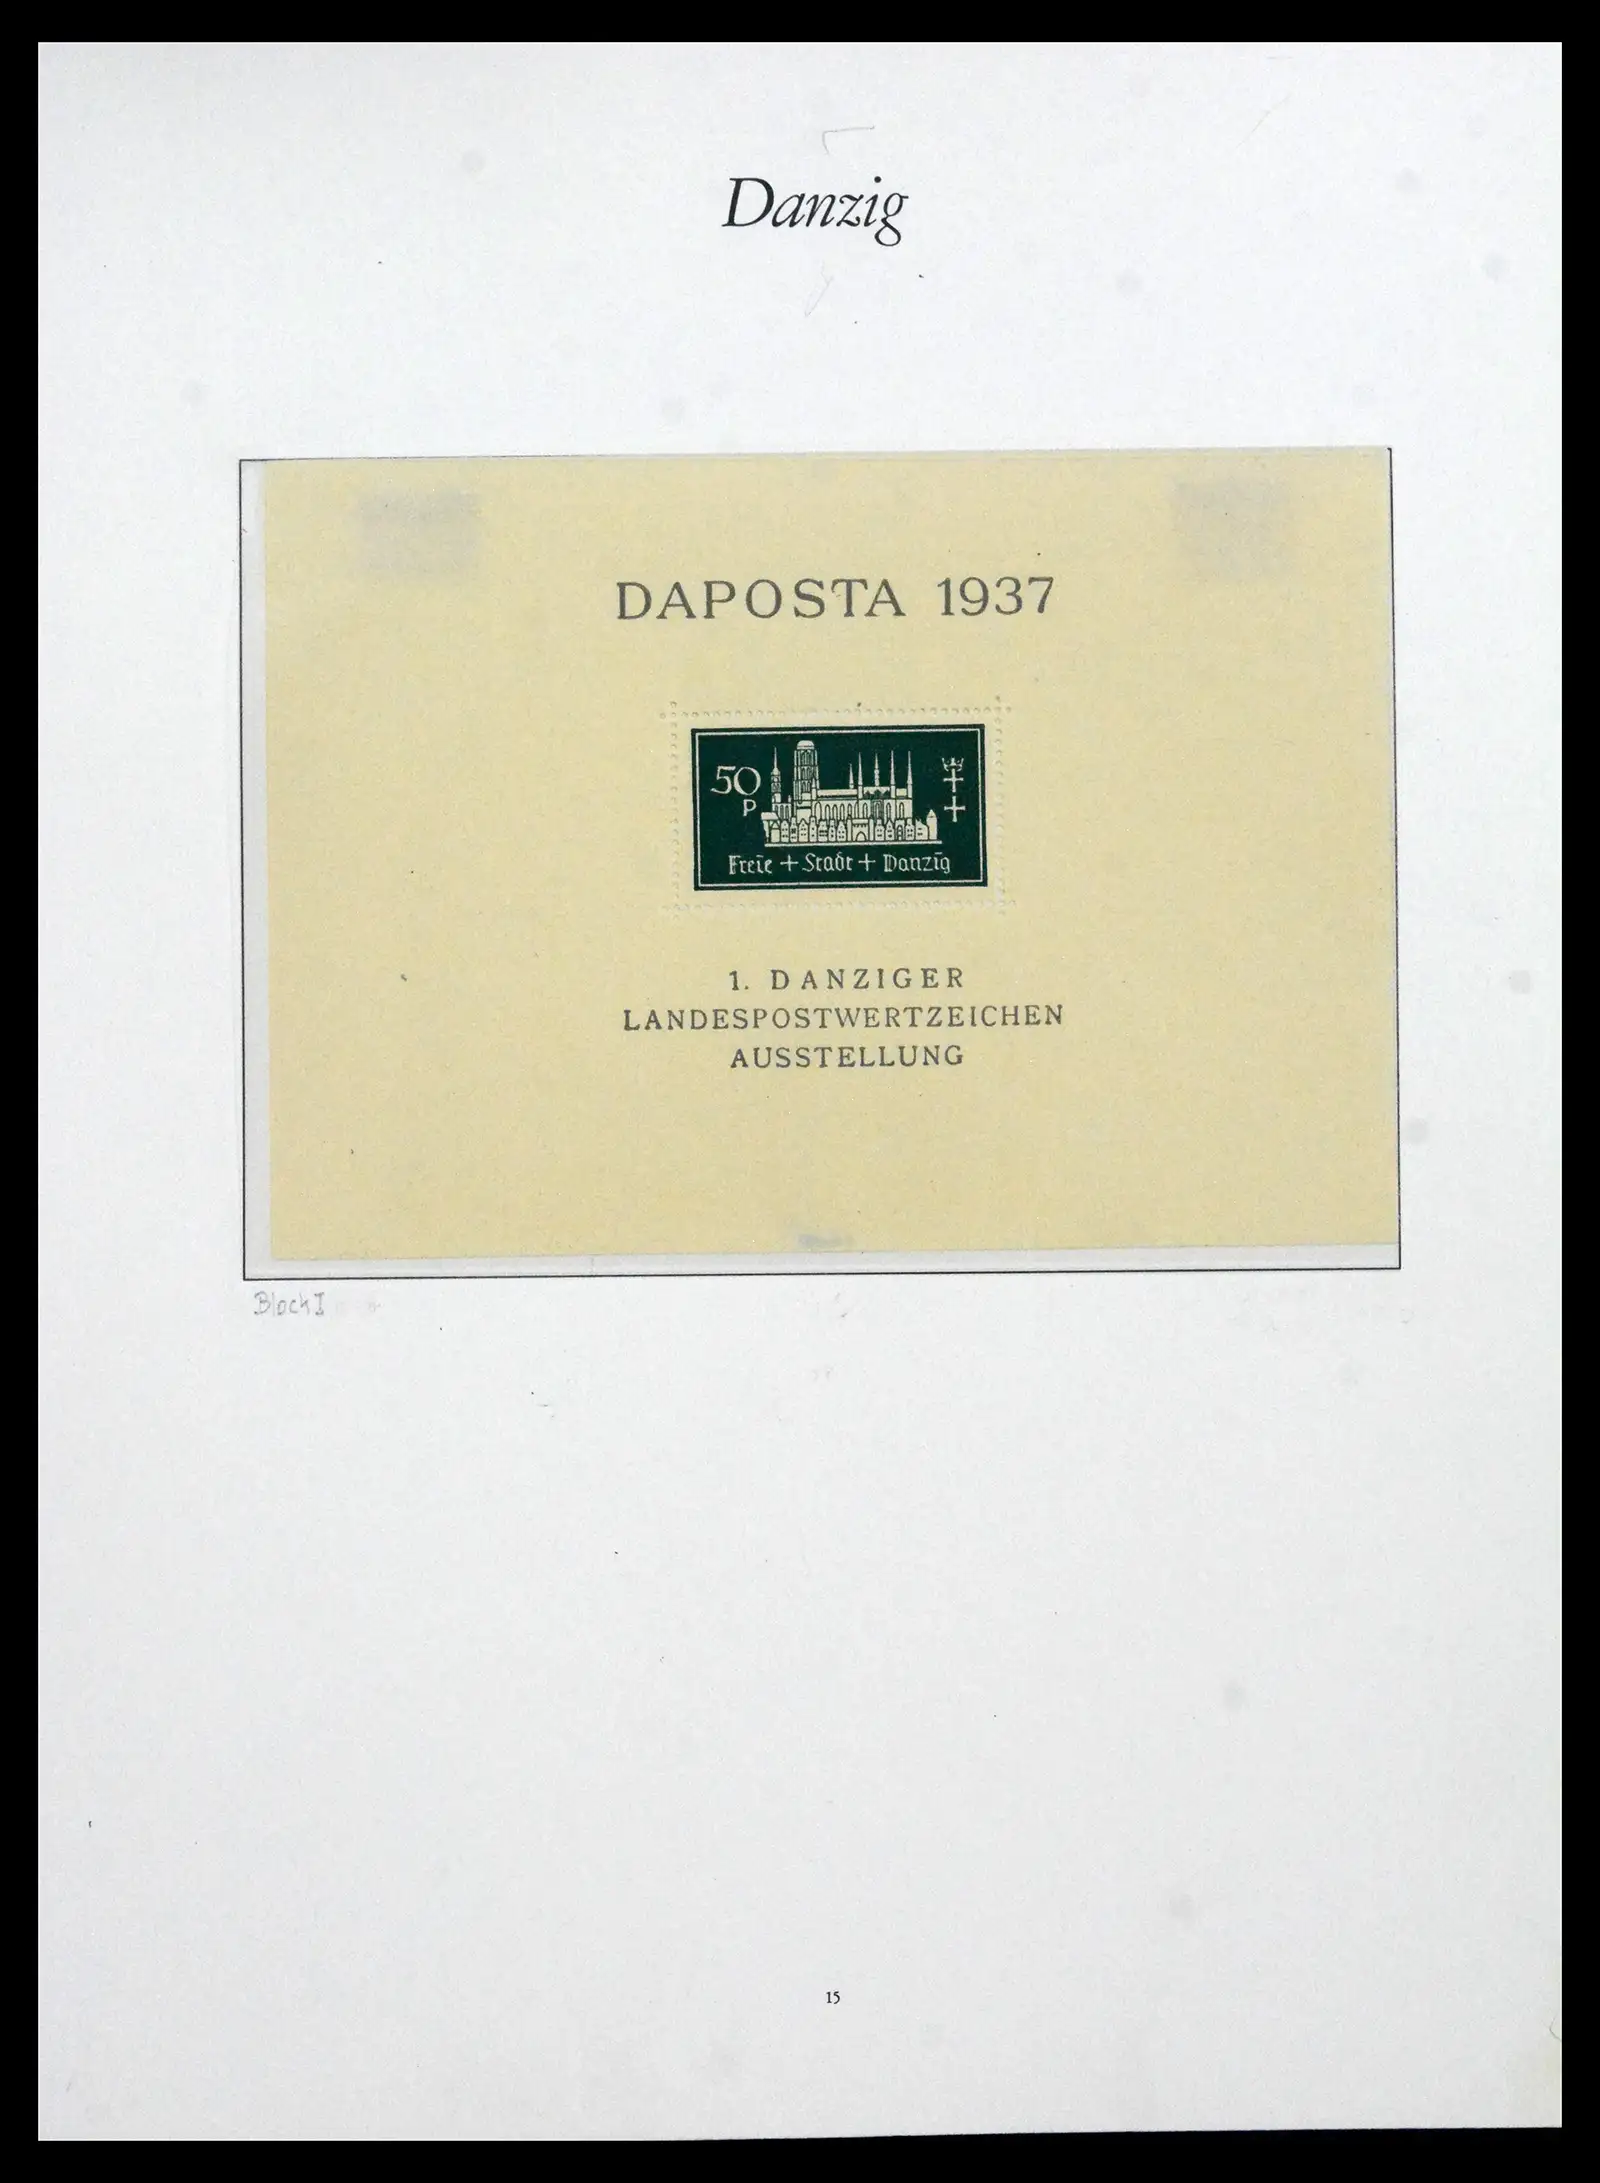 Danzig
DAPOSTA 1937
50
P
Freie + Stadt + Danzig
1. DANZIGER
LANDESPOSTWERTZEICHEN
AUSSTELLUNG
Block I
15